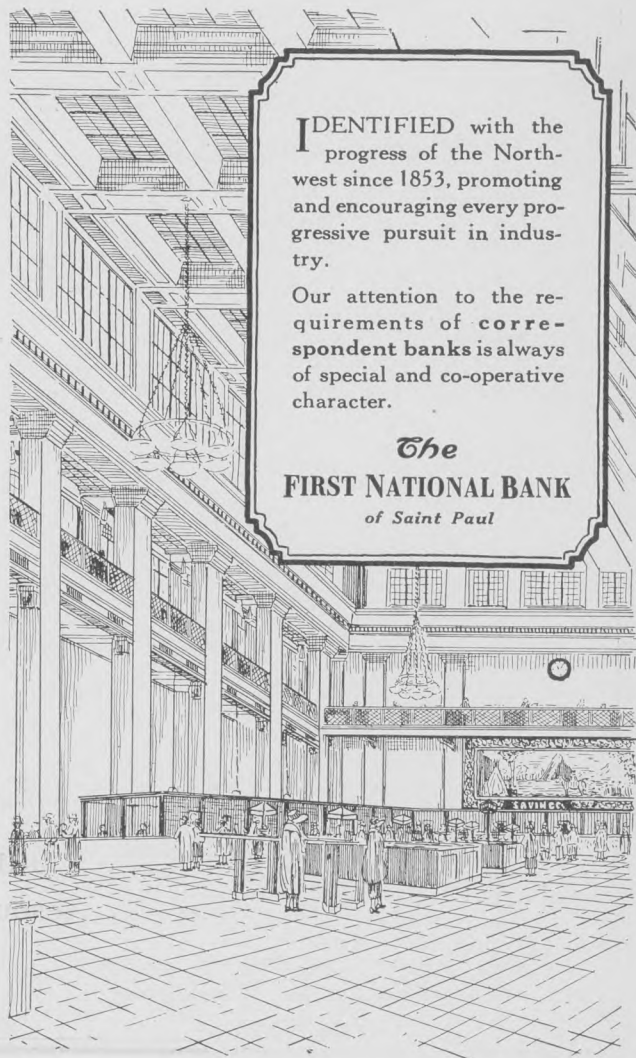 IDENTIFIED with the
progress of the North-
west since 1853, promoting
and encouraging every pro-
gressive pursuit in indus-
try.
Our attention to the re-
quirements of corre-
spondent banks is always
of special and co-operative
character.
The
FIRST NATIONAL BANK
of Saint Paul
SAVINGS